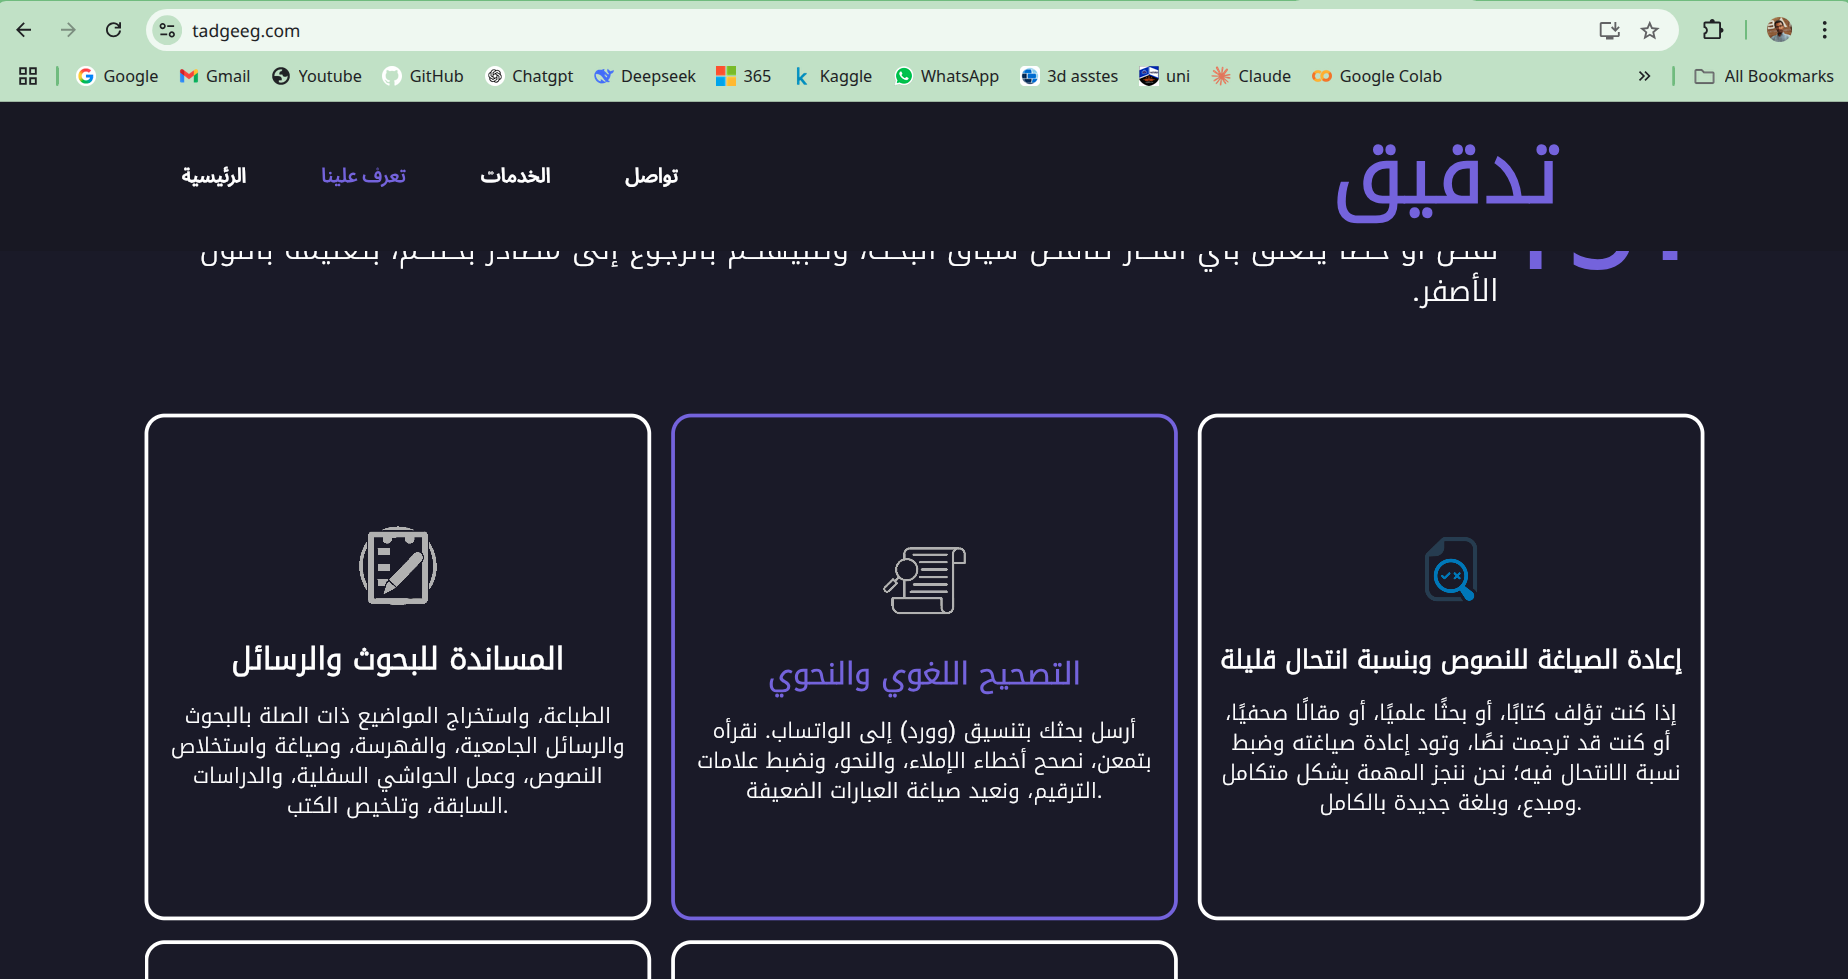 tadgeeg.com
Google
Gmail
Youtube
GitHub
Chatgpt
Deepseek
365
Kaggle
WhatsApp
3d asstes
uni
Claude
Google Colab
All Bookmarks
تدقيق
الرئيسية
تعرف علينا
الخدمات
تواصل
الأصفر.
إعادة الصياغة للنصوص وبنسبة انتحال قليلة
إذا كنت تؤلف كتابًا، أو بحثًا علميًا، أو مقالًا صحفيًا،
أو كنت قد ترجمت نصًا، وتود إعادة صياغته وضبط
نسبة الانتحال فيه؛ نحن ننجز المهمة بشكل متكامل
.ومبدع، وبلغة جديدة بالكامل
التصحيح اللغوي والنحوي
أرسل بحثك بتنسيق (وورد) إلى الواتساب. نقرأه
بتمعن، نصحح أخطاء الإملاء، والنحو، ونضبط علامات
.الترقيم، ونعيد صياغة العبارات الضعيفة
المساندة للبحوث والرسائل
الطباعة، واستخراج المواضيع ذات الصلة بالبحوث
والرسائل الجامعية، والفهرسة، وصياغة واستخلاص
النصوص، وعمل الحواشي السفلية، والدراسات
.السابقة، وتلخيص الكتب